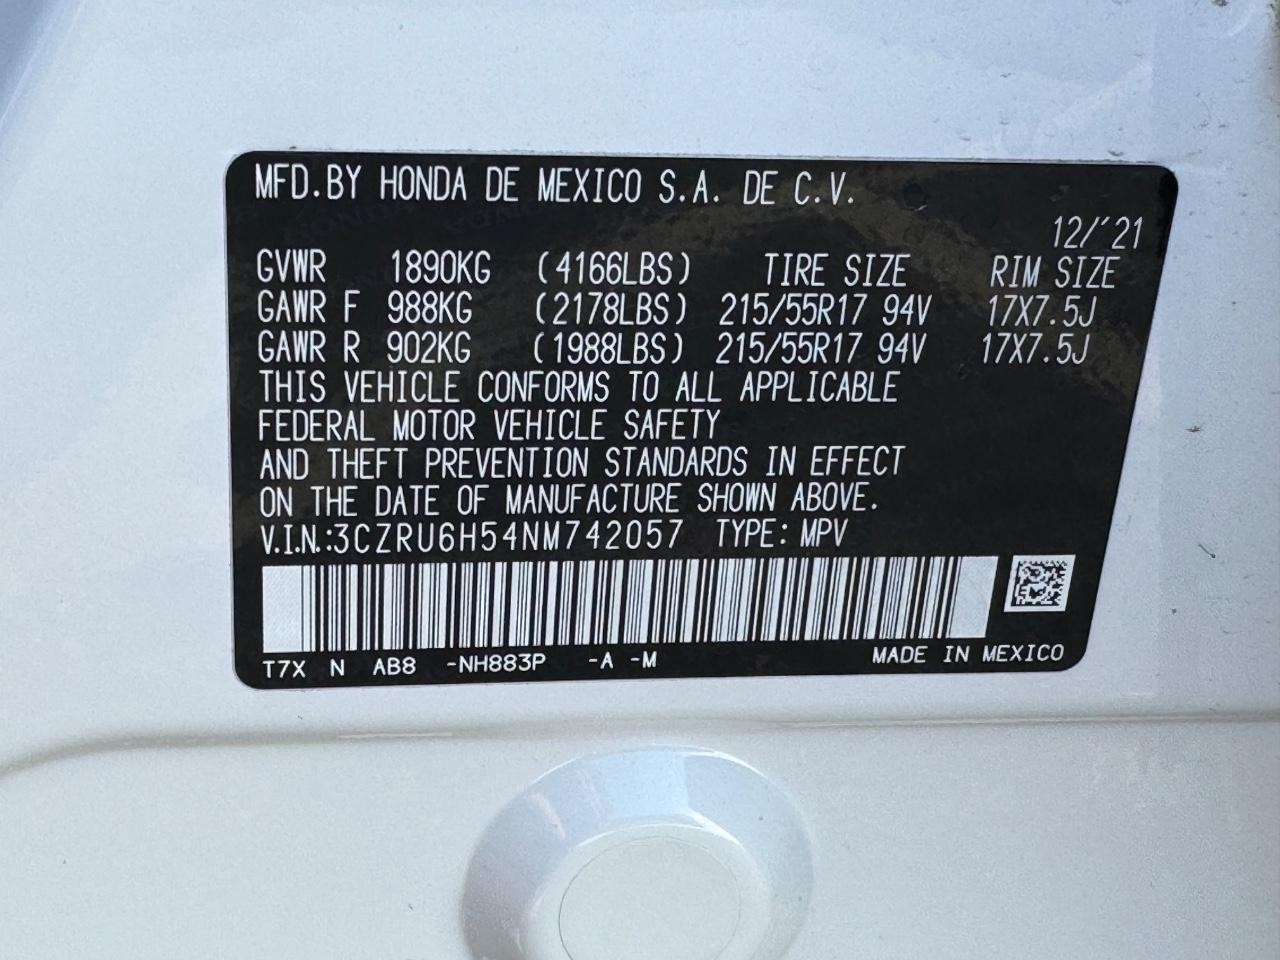 MFD.BY HONDA DE MEXICO S.A. DE C.V.
12/'21
GVWR 1890KG (4166LBS) TIRE SIZE RIM SIZE
GAWR F 988KG (2178LBS) 215/55R17 94V 17X7.5J
GAWR R 902KG (1988LBS) 215/55R17 94V 17X7.5J
THIS VEHICLE CONFORMS TO ALL APPLICABLE
FEDERAL MOTOR VEHICLE SAFETY
AND THEFT PREVENTION STANDARDS IN EFFECT
ON THE DATE OF MANUFACTURE SHOWN ABOVE.
V.I.N.:3CZRU6H54NM742057 TYPE: MPV
T7X N AB8 -NH883P -A -M MADE IN MEXICO